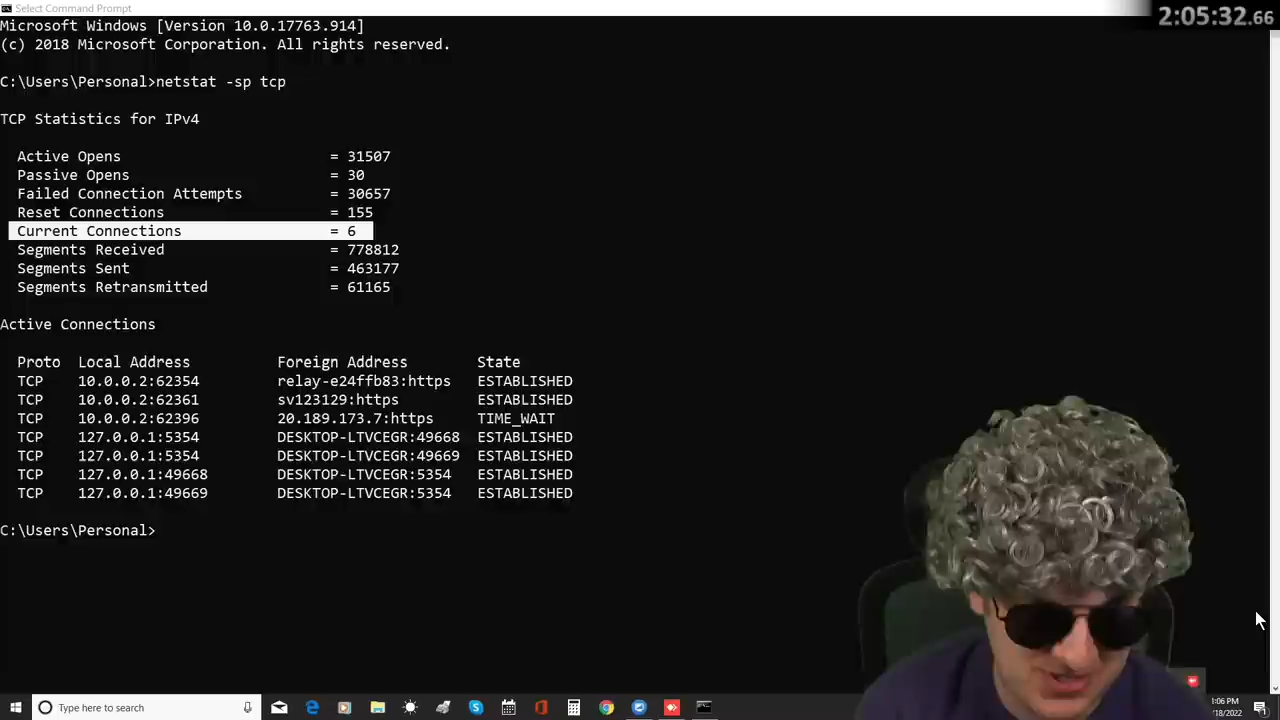 Select Command Prompt
2:05:32.66
Microsoft Windows [Version 10.0.17763.914]
(c) 2018 Microsoft Corporation. All rights reserved.
C:\Users\Personal>netstat -sp tcp
TCP Statistics for IPv4
Active Opens = 31507
Passive Opens = 30
Failed Connection Attempts = 30657
Reset Connections = 155
Current Connections = 6
Segments Received = 778812
Segments Sent = 463177
Segments Retransmitted = 61165
Active Connections
Proto Local Address Foreign Address State
TCP 10.0.0.2:62354 relay-e24ffb83:https ESTABLISHED
TCP 10.0.0.2:62361 sv123129:https ESTABLISHED
TCP 10.0.0.2:62396 20.189.173.7:https TIME_WAIT
TCP 127.0.0.1:5354 DESKTOP-LTVCEGR:49668 ESTABLISHED
TCP 127.0.0.1:5354 DESKTOP-LTVCEGR:49669 ESTABLISHED
TCP 127.0.0.1:49668 DESKTOP-LTVCEGR:5354 ESTABLISHED
TCP 127.0.0.1:49669 DESKTOP-LTVCEGR:5354 ESTABLISHED
C:\Users\Personal>
Type here to search
1:06 PM
/18/2022